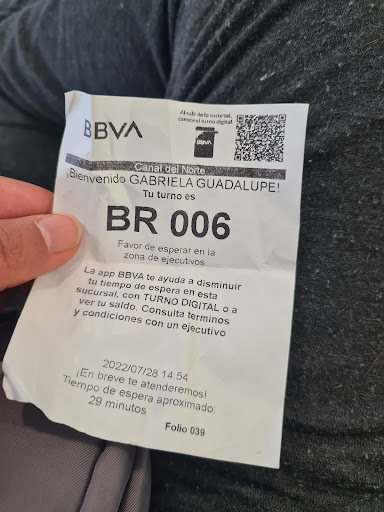 BBVA
Al salir de la sucursal,
conoce el turno digital
BBVA
Canal del Norte
¡Bienvenido GABRIELA GUADALUPE!
Tu turno es
BR 006
Favor de esperar en la
zona de ejecutivos
La app BBVA te ayuda a disminuir
tu tiempo de espera en esta
sucursal, con TURNO DIGITAL o a
ver tu saldo. Consulta terminos
y condiciones con un ejecutivo
2022/07/28 14:54
¡En breve te atenderemos!
Tiempo de espera aproximado:
29 minutos
Folio 039